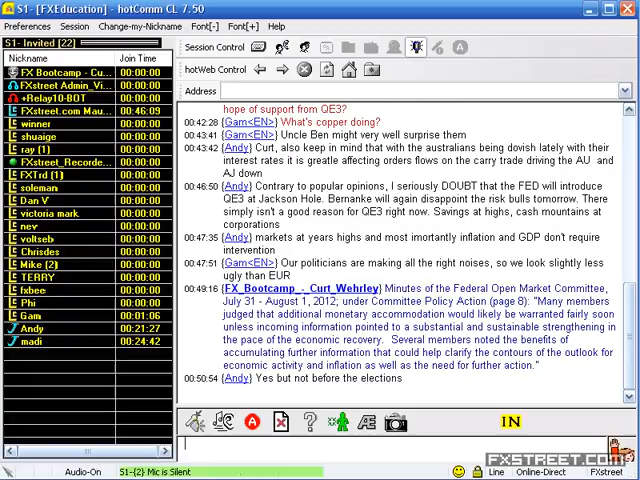 S1- [FXEducation] - hotComm CL 7.50
Preferences Session Change-my-Nickname Font[-] Font[+] Help
S1- Invited [22]
Session Control
Nickname Join Time
hotWeb Control
FX Bootcamp - Cu... 00:00:00
FXstreet Admin_Vi... 00:00:00
+Relay10-BOT 00:00:00
FXstreet.com Mau... 00:46:09
winner 00:00:00
shuaige 00:00:00
ray (1) 00:00:00
FXstreet_Recorde... 00:00:00
FXTrd (1) 00:00:00
soleman 00:00:00
Dan V 00:00:00
victoria mark 00:00:00
nev 00:00:00
voltseb 00:00:00
Chrisdes 00:00:00
Mike (2) 00:00:00
TERRY 00:00:00
fxbee 00:00:00
Phi 00:00:00
Gam 00:01:06
Andy 00:21:27
madi 00:24:42
Address
hope of support from QE3?
00:42:28 {Gam<EN>} What's copper doing?
00:43:41 {Gam<EN>} Uncle Ben might very well surprise them
00:43:42 {Andy} Curt, also keep in mind that with the australians being dovish lately with their
interest rates it is greatle affecting orders flows on the carry trade driving the AU and
AJ down
00:46:50 {Andy} Contrary to popular opinions, I seriously DOUBT that the FED will introduce
QE3 at Jackson Hole. Bernanke will again disappoint the risk bulls tomorrow. There
simply isn't a good reason for QE3 right now. Savings at highs, cash mountains at
corporations
00:47:35 {Andy} markets at years highs and most imortantly inflation and GDP don't require
intervention
00:47:51 {Gam<EN>} Our politicians are making all the right noises, so we look slightly less
ugly than EUR
00:49:16 {FX_Bootcamp_-_Curt_Wehrley} Minutes of the Federal Open Market Committee,
July 31 - August 1, 2012; under Committee Policy Action (page 8): "Many members
judged that additional monetary accommodation would likely be warranted fairly soon
unless incoming information pointed to a substantial and sustainable strengthening in
the pace of the economic recovery. Several members noted the benefits of
accumulating further information that could help clarify the contours of the outlook for
economic activity and inflation as well as the need for further action."
00:50:54 {Andy} Yes but not before the elections
IN
FXSTREET.COM
Audio-On S1-{2} Mic is Silent Line Online-Direct FXstreet